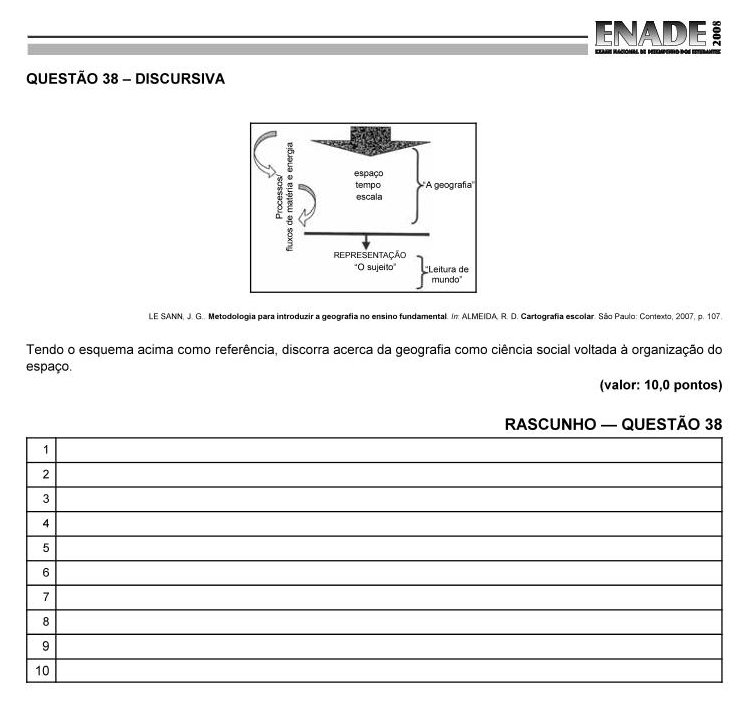 ENADE 2008
EXAME NACIONAL DE DESEMPENHO DOS ESTUDANTES
QUESTÃO 38 – DISCURSIVA
Processos/
fluxos de matéria e energia
espaço
tempo
escala
"A geografia"
REPRESENTAÇÃO
"O sujeito"
"Leitura de
mundo"
LE SANN, J. G.. Metodologia para introduzir a geografia no ensino fundamental. In: ALMEIDA, R. D. Cartografia escolar. São Paulo: Contexto, 2007, p. 107.
Tendo o esquema acima como referência, discorra acerca da geografia como ciência social voltada à organização do
espaço.
(valor: 10,0 pontos)
RASCUNHO — QUESTÃO 38
1
2
3
4
5
6
7
8
9
10